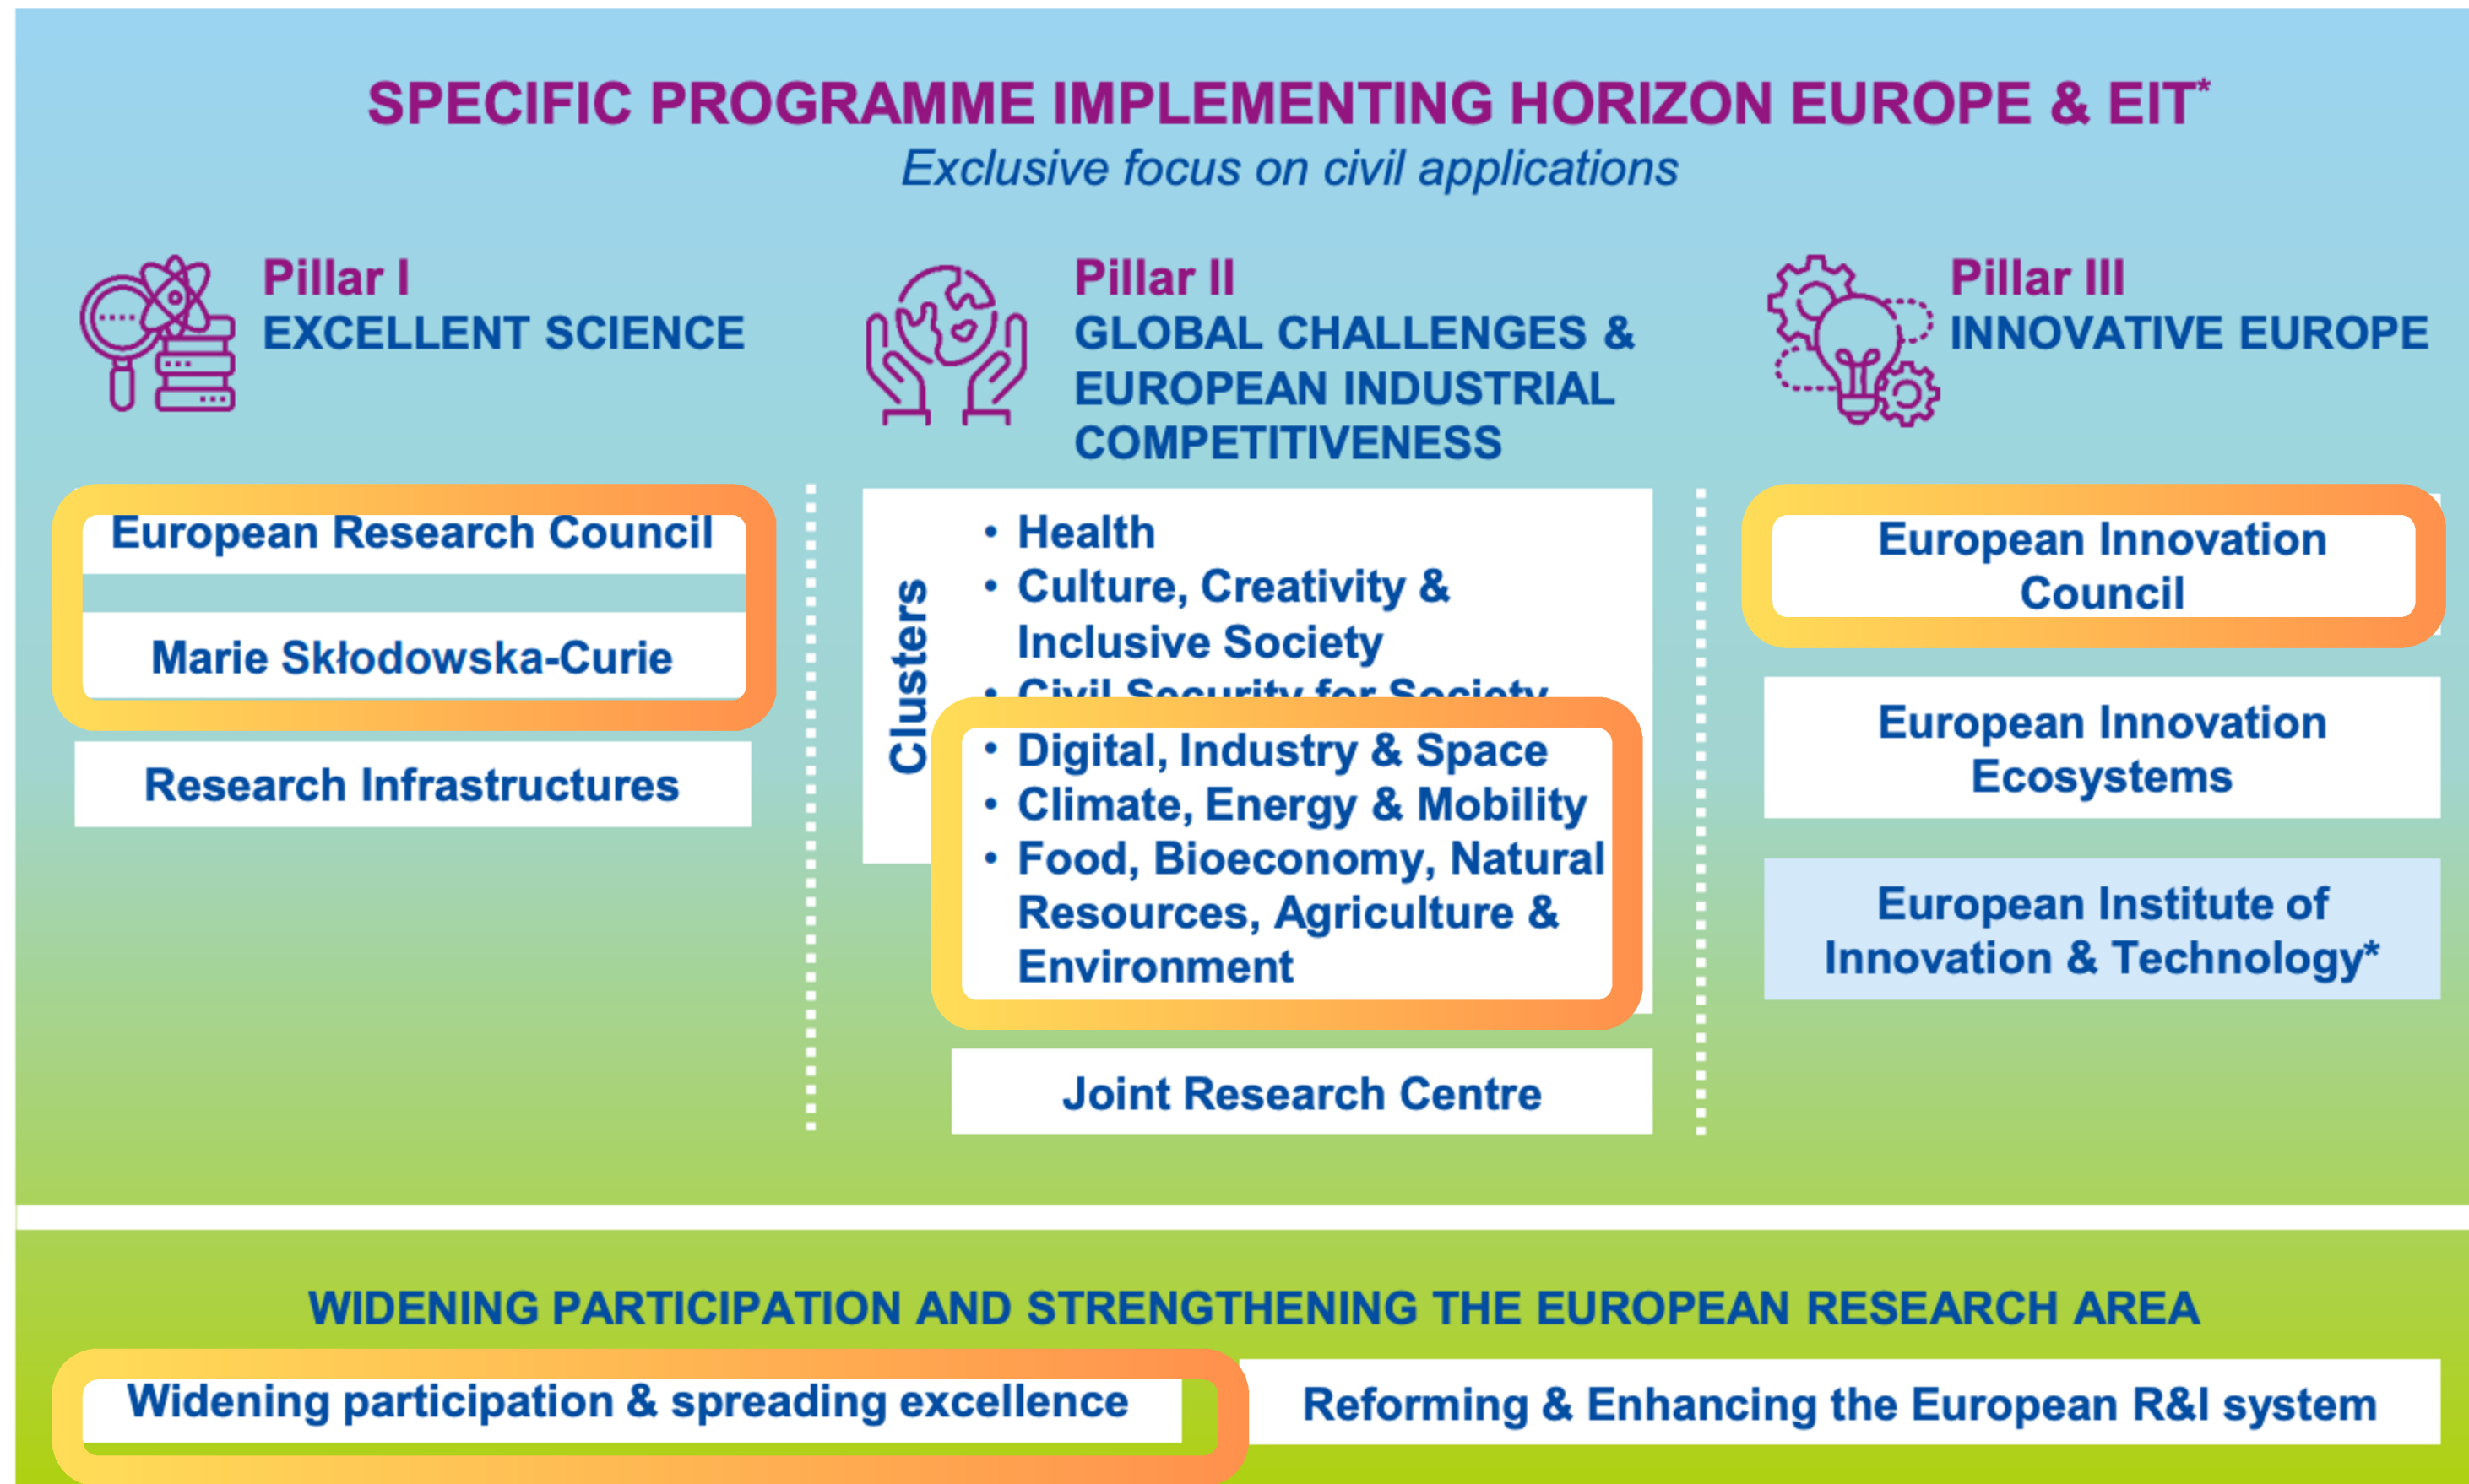 SPECIFIC PROGRAMME IMPLEMENTING HORIZON EUROPE & EIT*
Exclusive focus on civil applications
Pillar I
EXCELLENT SCIENCE
European Research Council
Marie Skłodowska-Curie
Research Infrastructures
Pillar II
GLOBAL CHALLENGES &
EUROPEAN INDUSTRIAL
COMPETITIVENESS
Clusters
• Health
• Culture, Creativity &
Inclusive Society
• Civil Security for Society
• Digital, Industry & Space
• Climate, Energy & Mobility
• Food, Bioeconomy, Natural
Resources, Agriculture &
Environment
Joint Research Centre
Pillar III
INNOVATIVE EUROPE
European Innovation
Council
European Innovation
Ecosystems
European Institute of
Innovation & Technology*
WIDENING PARTICIPATION AND STRENGTHENING THE EUROPEAN RESEARCH AREA
Widening participation & spreading excellence
Reforming & Enhancing the European R&I system